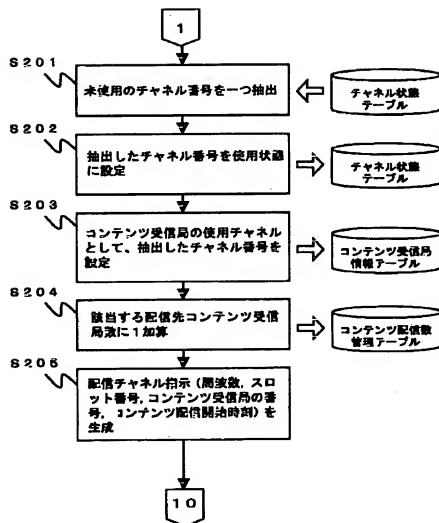 1
S201
未使用のチャネル番号を一つ抽出
チャネル状態
テーブル
S202
抽出したチャネル番号を使用状態
に設定
チャネル状態
テーブル
S203
コンテンツ受信局の使用チャネル
として、抽出したチャネル番号を
設定
コンテンツ受信局
情報テーブル
S204
該当する配信先コンテンツ受信
局数に1加算
コンテンツ配信数
管理テーブル
S205
配信チャネル指示(周波数,スロ
ット番号,コンテンツ受信局の番
号,コンテンツ配信開始時刻)を
生成
10